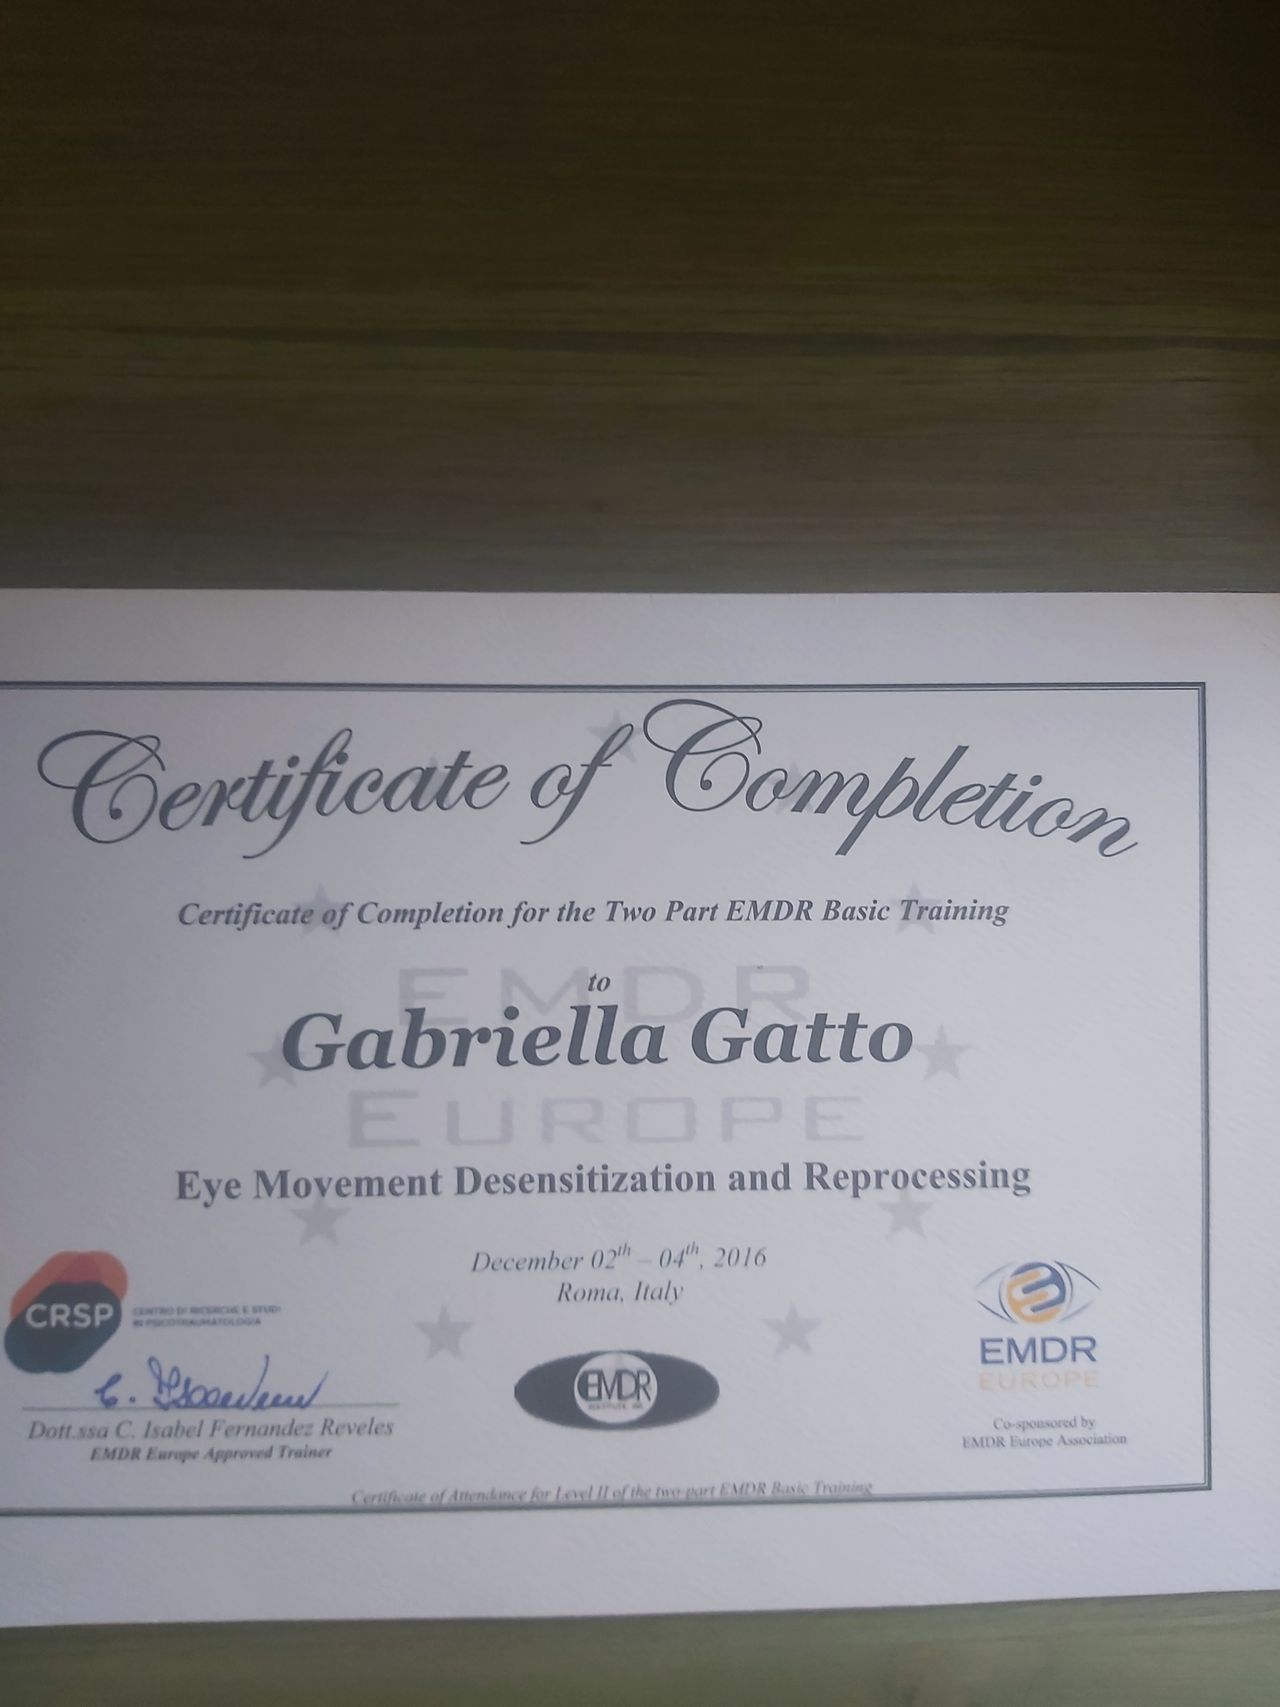 Certificate of Completion
Certificate of Completion for the Two Part EMDR Basic Training
to
Gabriella Gatto
EMDR
EUROPE
Eye Movement Desensitization and Reprocessing
December 02th – 04th, 2016
Roma, Italy
CRSP
CENTRO DI RICERCHE E STUDI
IN PSICOTRAUMATOLOGIA
C.
Dott.ssa C. Isabel Fernandez Reveles
EMDR Europe Approved Trainer
EMDR
INSTITUTE, INC
EMDR
EUROPE
Co-sponsored by
EMDR Europe Association
Certificate of Attendance for Level II of the two-part EMDR Basic Training